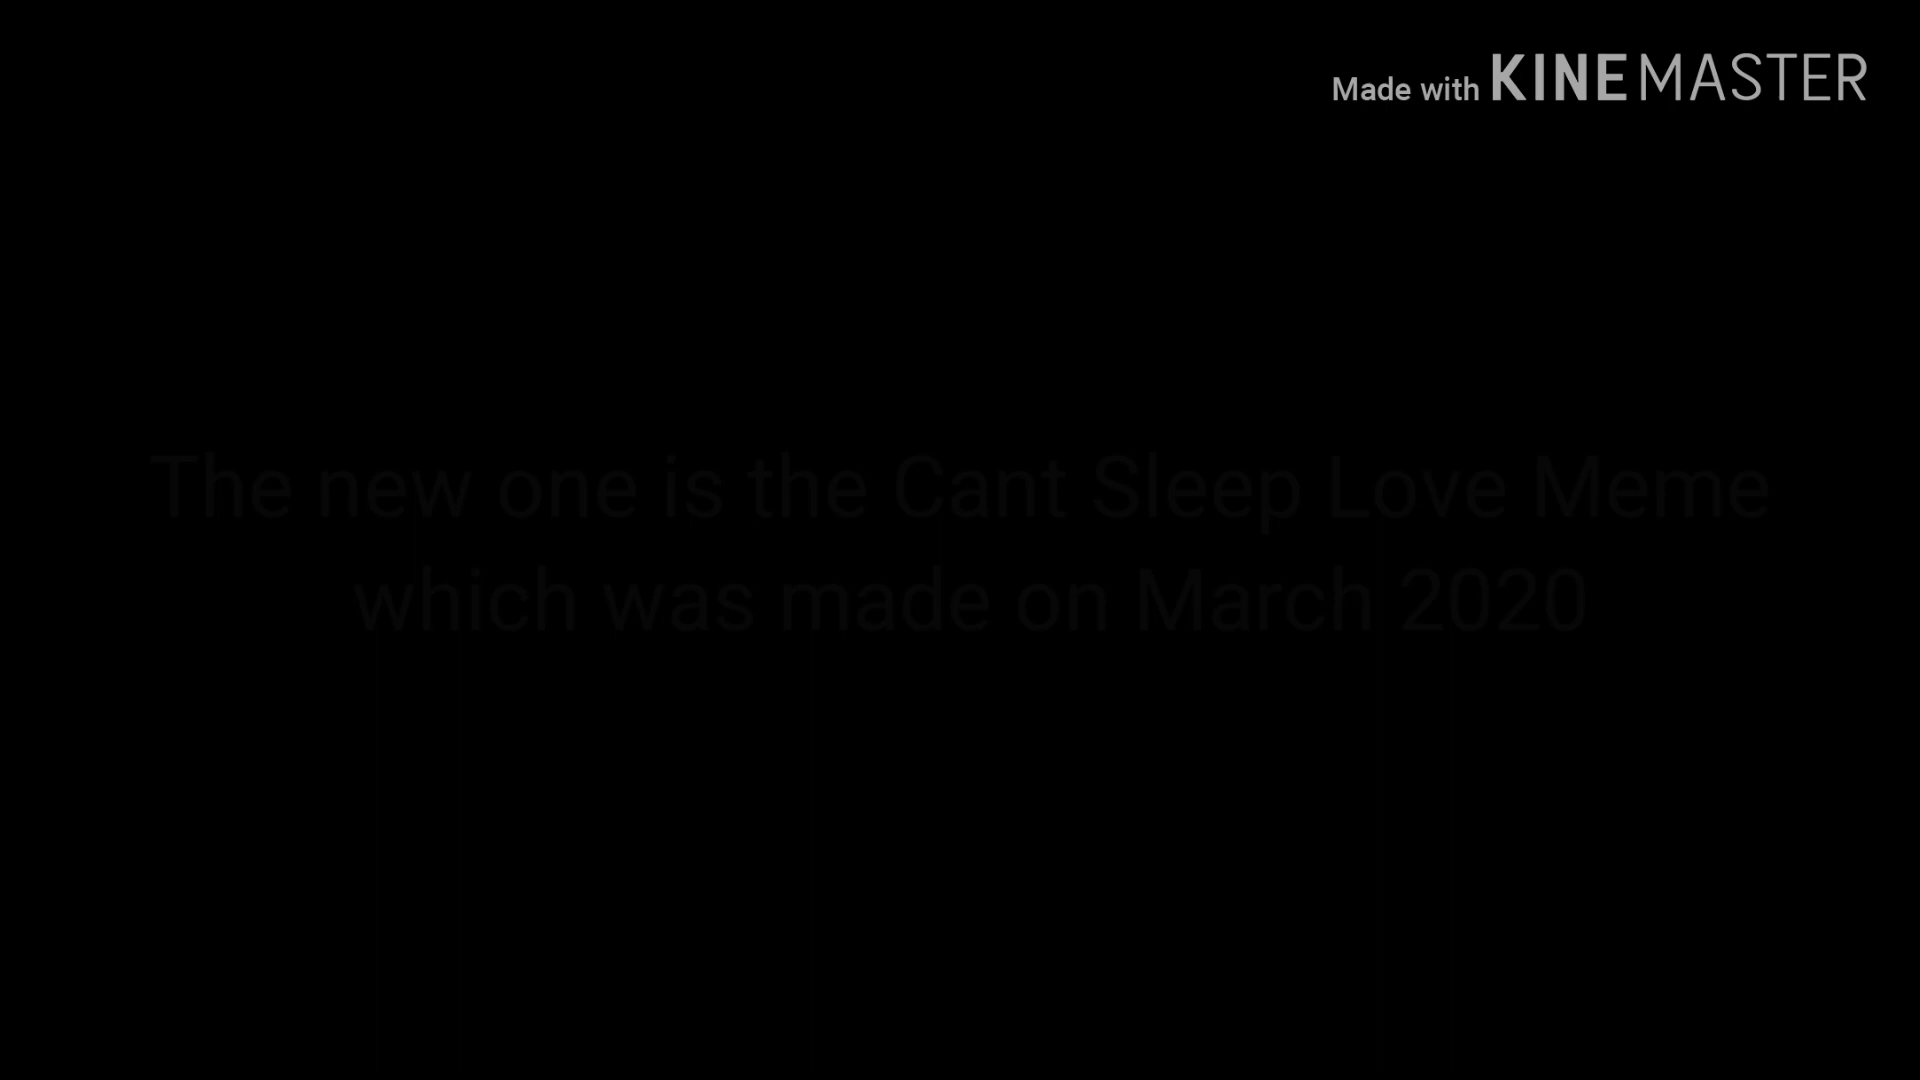 Made with KINEMASTER
The new one is the Cant Sleep Love Meme
which was made on March 2020